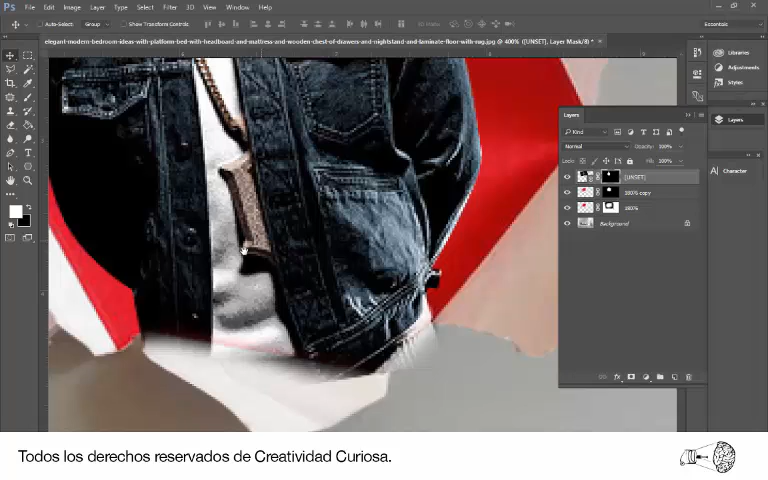 Ps File Edit Image Layer Type Select Filter 3D View Window Help
Auto-Select: Group Show Transform Controls Essentials
elegant-modern-bedroom-ideas-with-platform-bed-with-headboard-and-mattress-and-wooden-chest-of-drawers-and-nightstand-and-laminate-floor-with-rug.jpg @ 400% ([UNSET], Layer Mask/8) *
Libraries
Adjustments
Styles
Layers
Character
Layers
Kind
Normal Opacity: 100%
Lock: Fill: 100%
[UNSET]
Background
Todos los derechos reservados de Creatividad Curiosa.